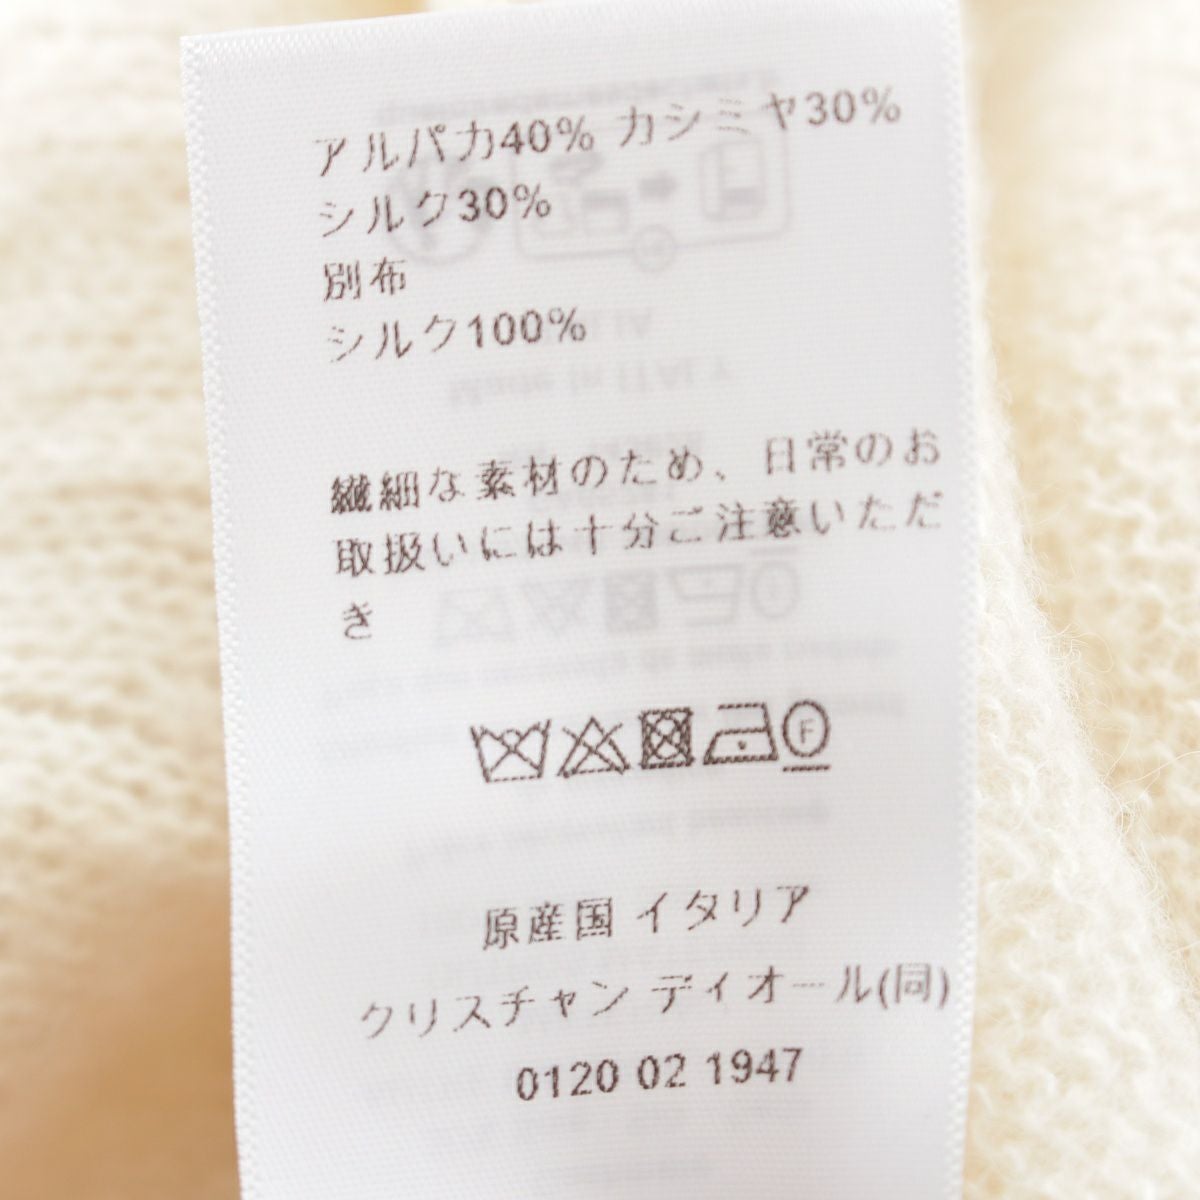 アルパカ40% カシミヤ30%
シルク30%
別布
シルク100%
繊細な素材のため、日常のお
取扱いには十分ご注意いただ
き
F
原産国 イタリア
クリスチャン ディオール(同)
0120 02 1947
Made in ITALY